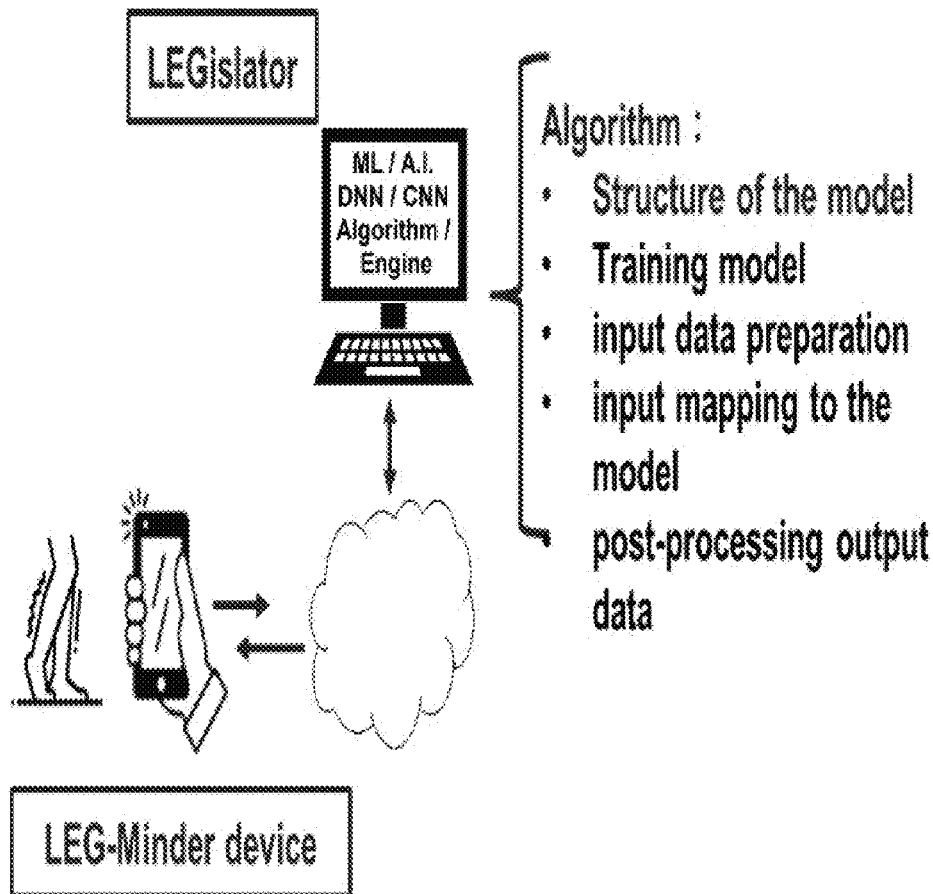 LEGislator
ML / A.I.
DNN / CNN
Algorithm /
Engine
Algorithm :
• Structure of the model
• Training model
• input data preparation
• input mapping to the
model
• post-processing output
data
LEG-Minder device